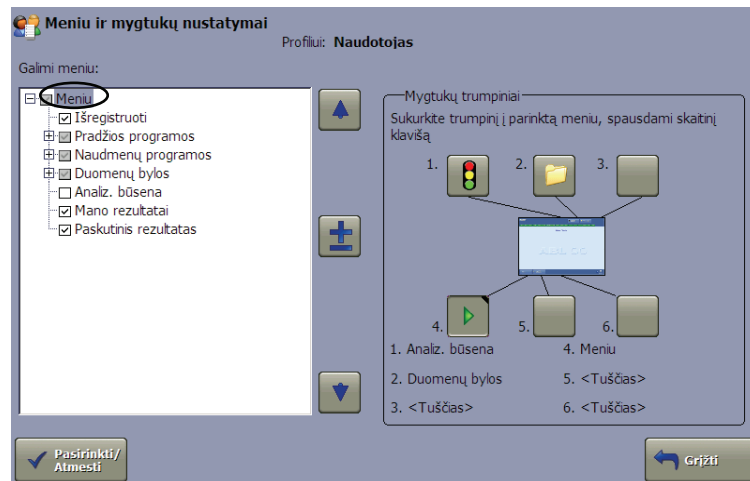 Meniu ir mygtukų nustatymai
Profiliui: Naudotojas
Galimi meniu:
Meniu
Išregistruoti
Pradžios programos
Naudmenų programos
Duomenų bylos
Analiz. būsena
Mano rezultatai
Paskutinis rezultatas
Mygtukų trumpiniai
Sukurkite trumpinį į parinktą meniu, spausdami skaitinį
klavišą
1. 2. 3.
4. 5. 6.
1. Analiz. būsena 4. Meniu
2. Duomenų bylos 5. <Tuščias>
3. <Tuščias> 6. <Tuščias>
Pasirinkti/
Atmesti
Grįžti